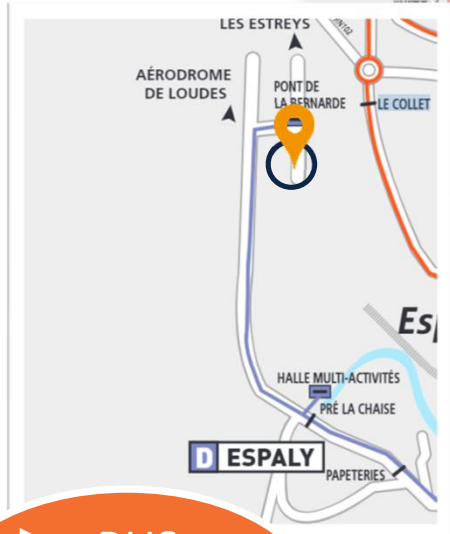 LES ESTREYS
RN102
AÉRODROME
DE LOUDES
PONT DE
LA BERNARDE
LE COLLET
Esp
HALLE MULTI-ACTIVITÉS
PRÉ LA CHAISE
D ESPALY
PAPETERIES